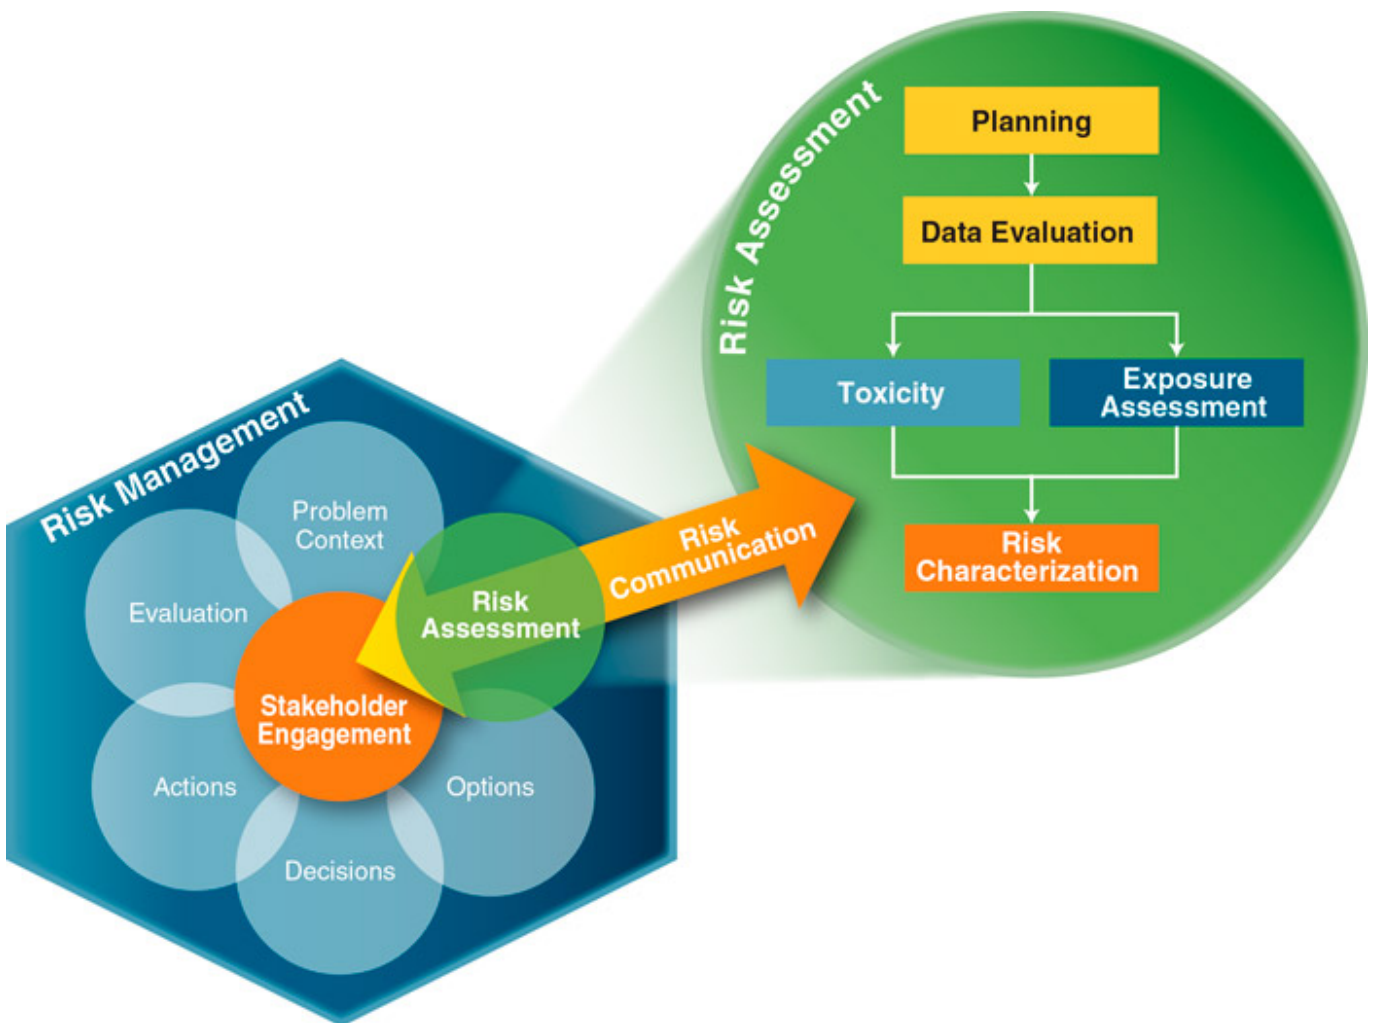 Risk Assessment
Planning
Data Evaluation
Toxicity
Exposure
Assessment
Risk
Characterization
Risk
Communication
Risk Management
Problem
Context
Risk
Assessment
Evaluation
Stakeholder
Engagement
Actions
Options
Decisions